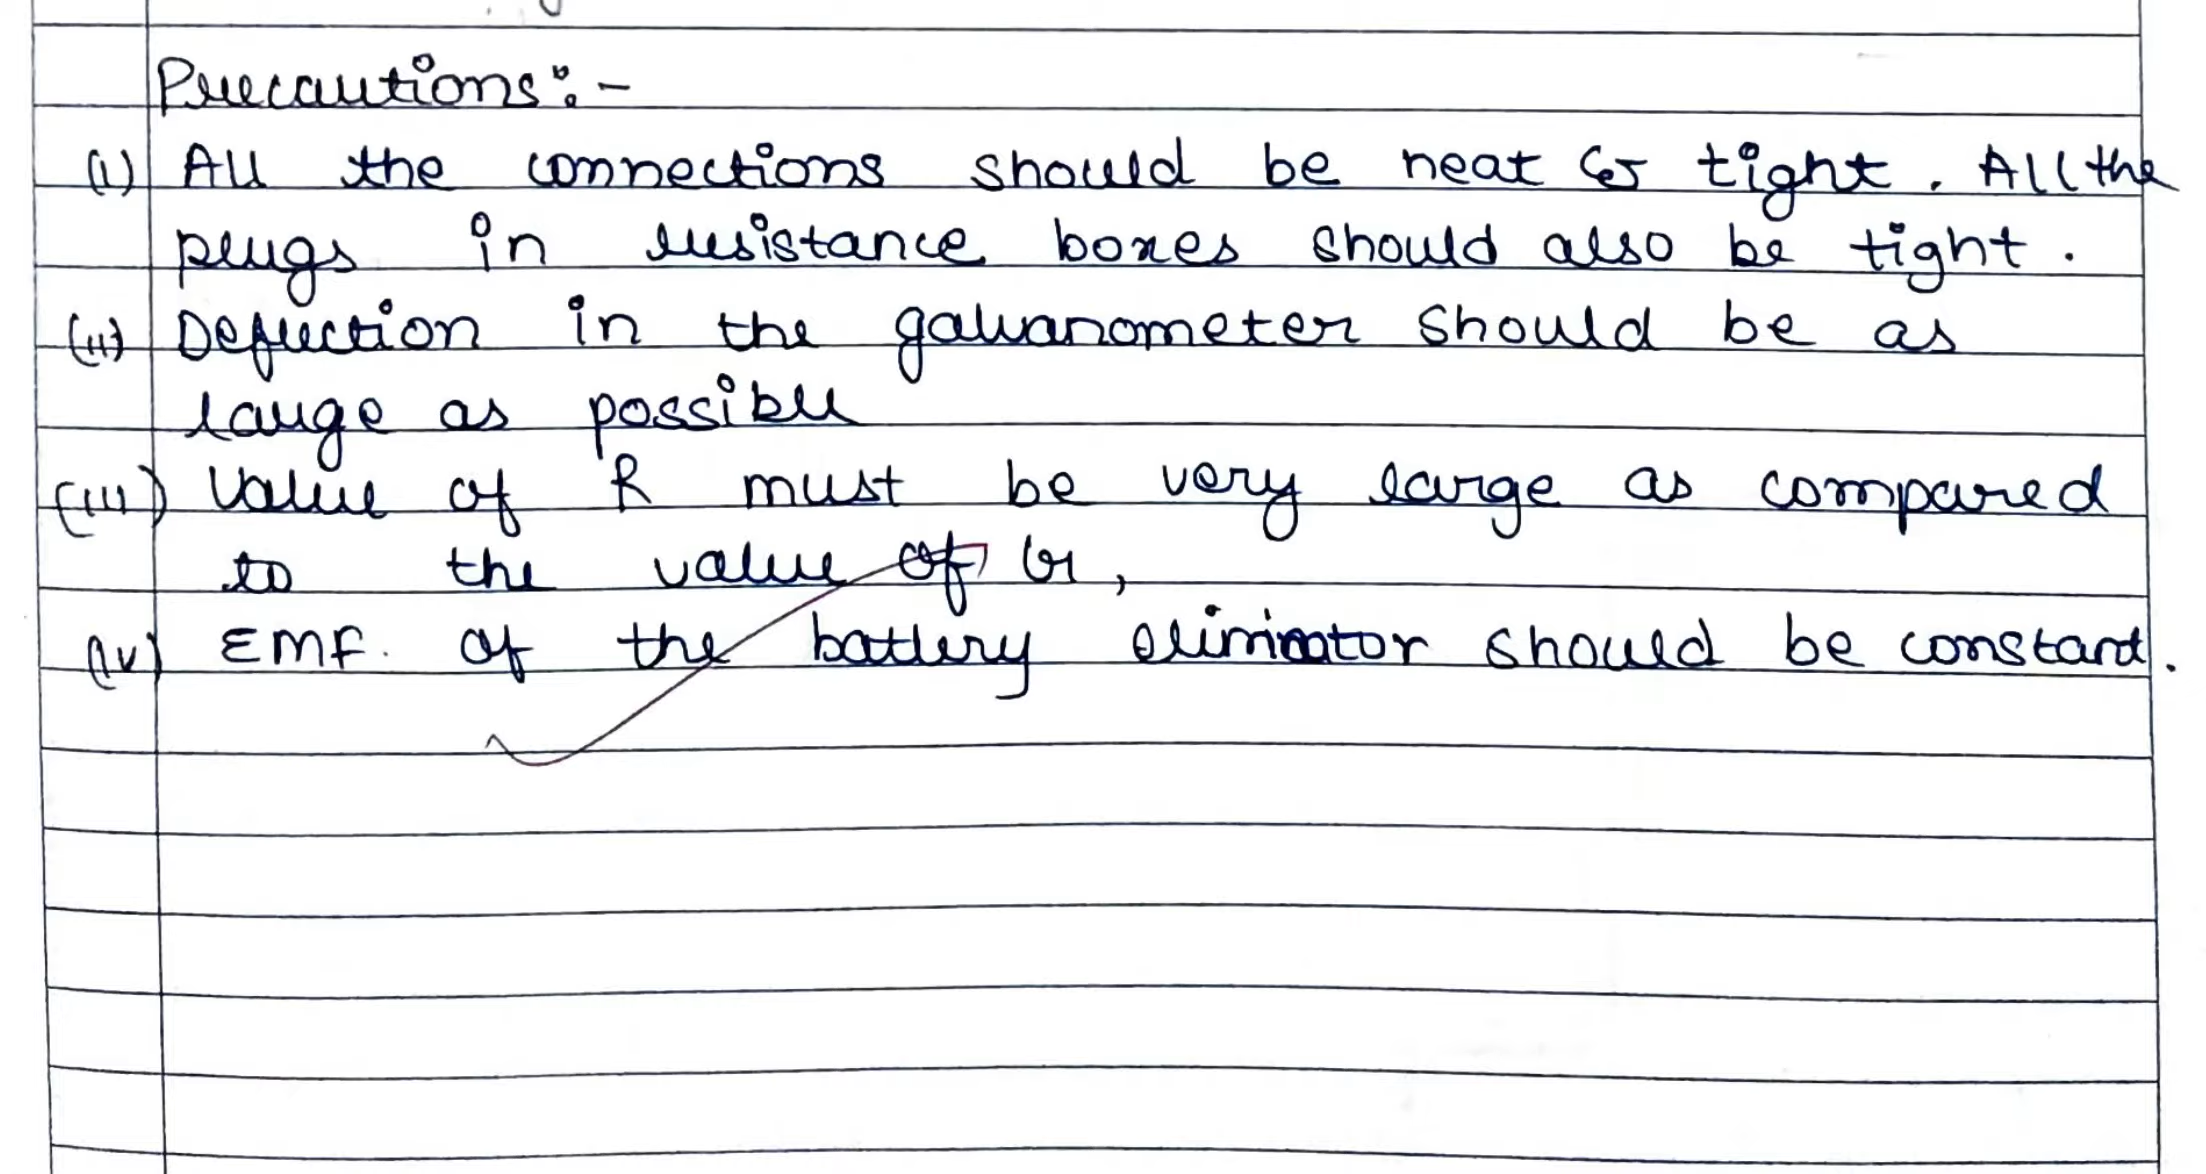 Precautions :-
(i) All the connections should be neat & tight. All the
plugs in resistance boxes should also be tight.
(ii) Deflection in the galvanometer should be as
large as possible
(iii) Value of R must be very large as compared
to the value of G,
(iv) EMF. of the battery eliminator should be constant.